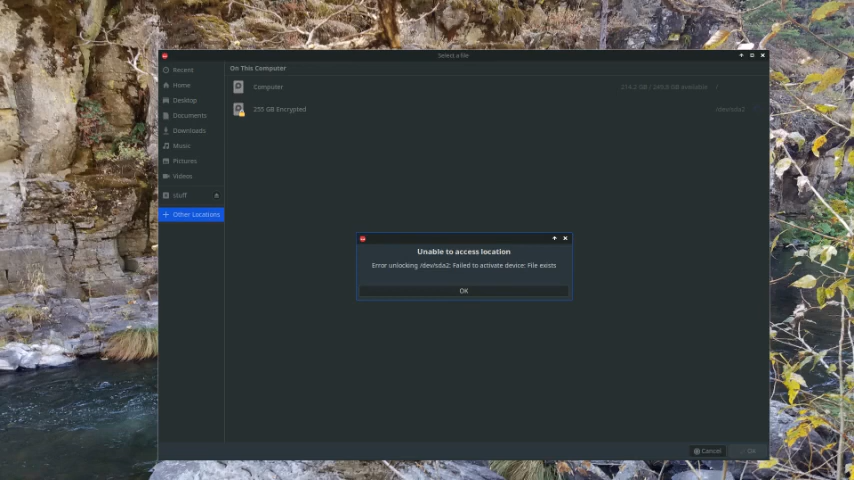 Select a file
Recent
Home
Desktop
Documents
Downloads
Music
Pictures
Videos
stuff
Other Locations
On This Computer
Computer
/
255 GB Encrypted
/dev/sda2
Unable to access location
Error unlocking /dev/sda2: Failed to activate device: File exists
OK
Cancel
OK